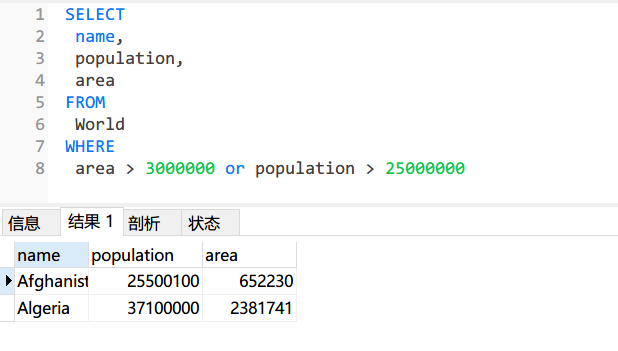 1 SELECT
2 name,
3 population,
4 area
5 FROM
6 World
7 WHERE
8 area > 3000000 or population > 25000000
信息 结果 1 剖析 状态
name population area
Afghanist 25500100 652230
Algeria 37100000 2381741